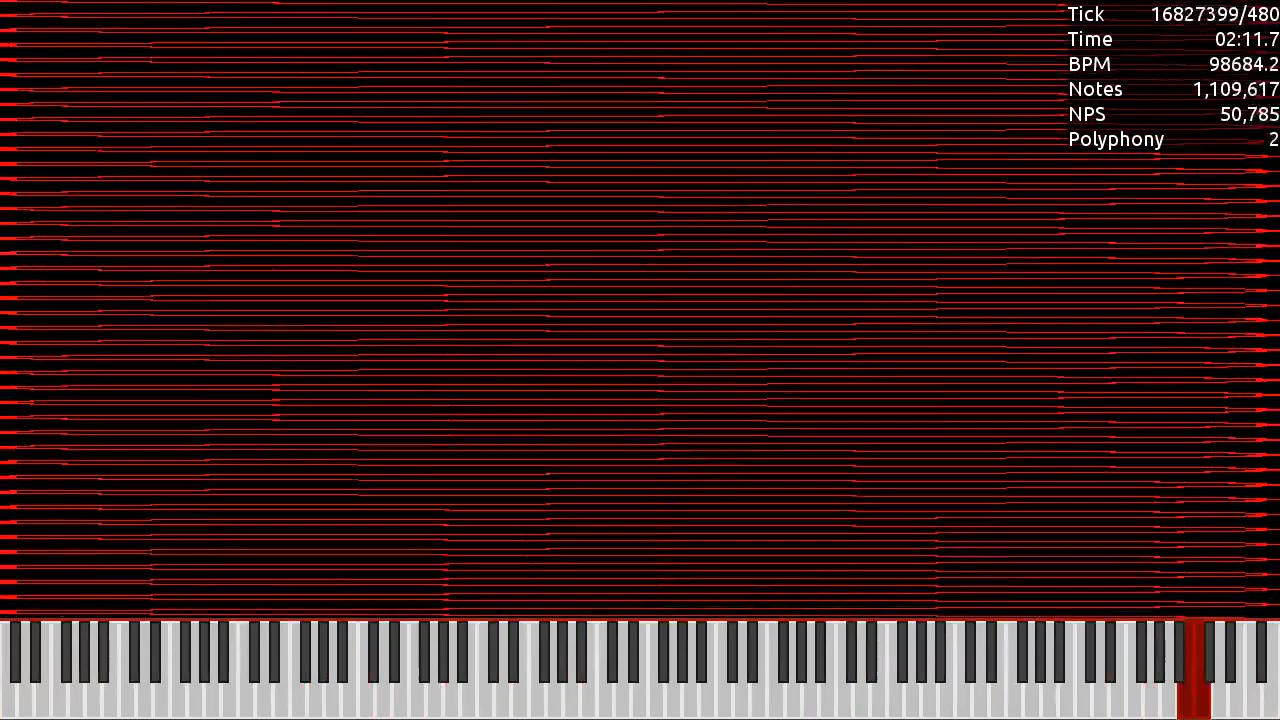 Tick 16827399/480
Time 02:11.7
BPM 98684.2
Notes 1,109,617
NPS 50,785
Polyphony 2